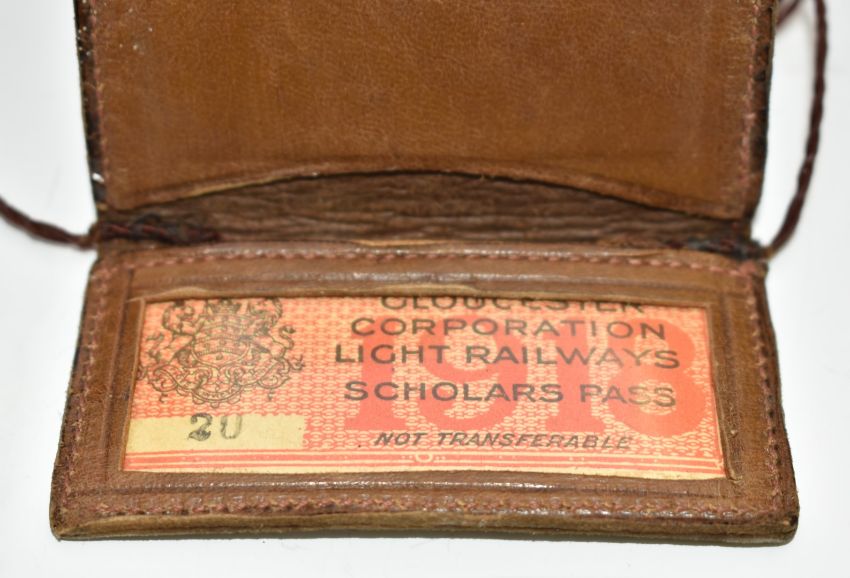 GLOUCESTER
CORPORATION
LIGHT RAILWAYS
SCHOLARS PASS
1918
20
NOT TRANSFERABLE